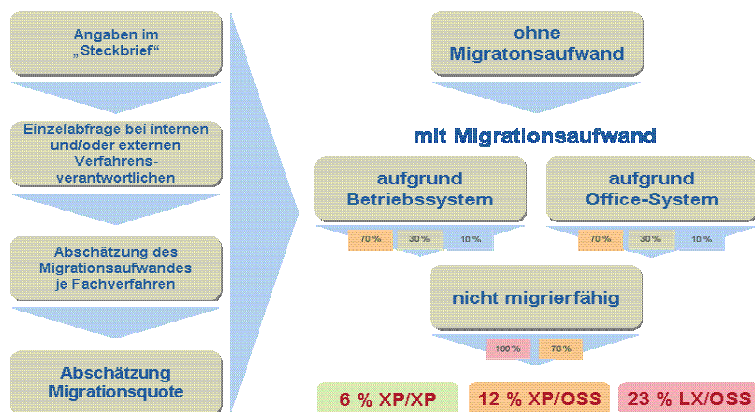 Angaben im
„Steckbrief“
Einzelabfrage bei internen
und/oder externen
Verfahrens-
verantwortlichen
Abschätzung des
Migrationsaufwandes
je Fachverfahren
Abschätzung
Migrationsquote
ohne
Migratonsaufwand
mit Migrationsaufwand
aufgrund
Betriebssystem
aufgrund
Office-System
70% 30% 10%
70% 30% 10%
nicht migrierfähig
100% 70%
6 % XP/XP
12 % XP/OSS
23 % LX/OSS